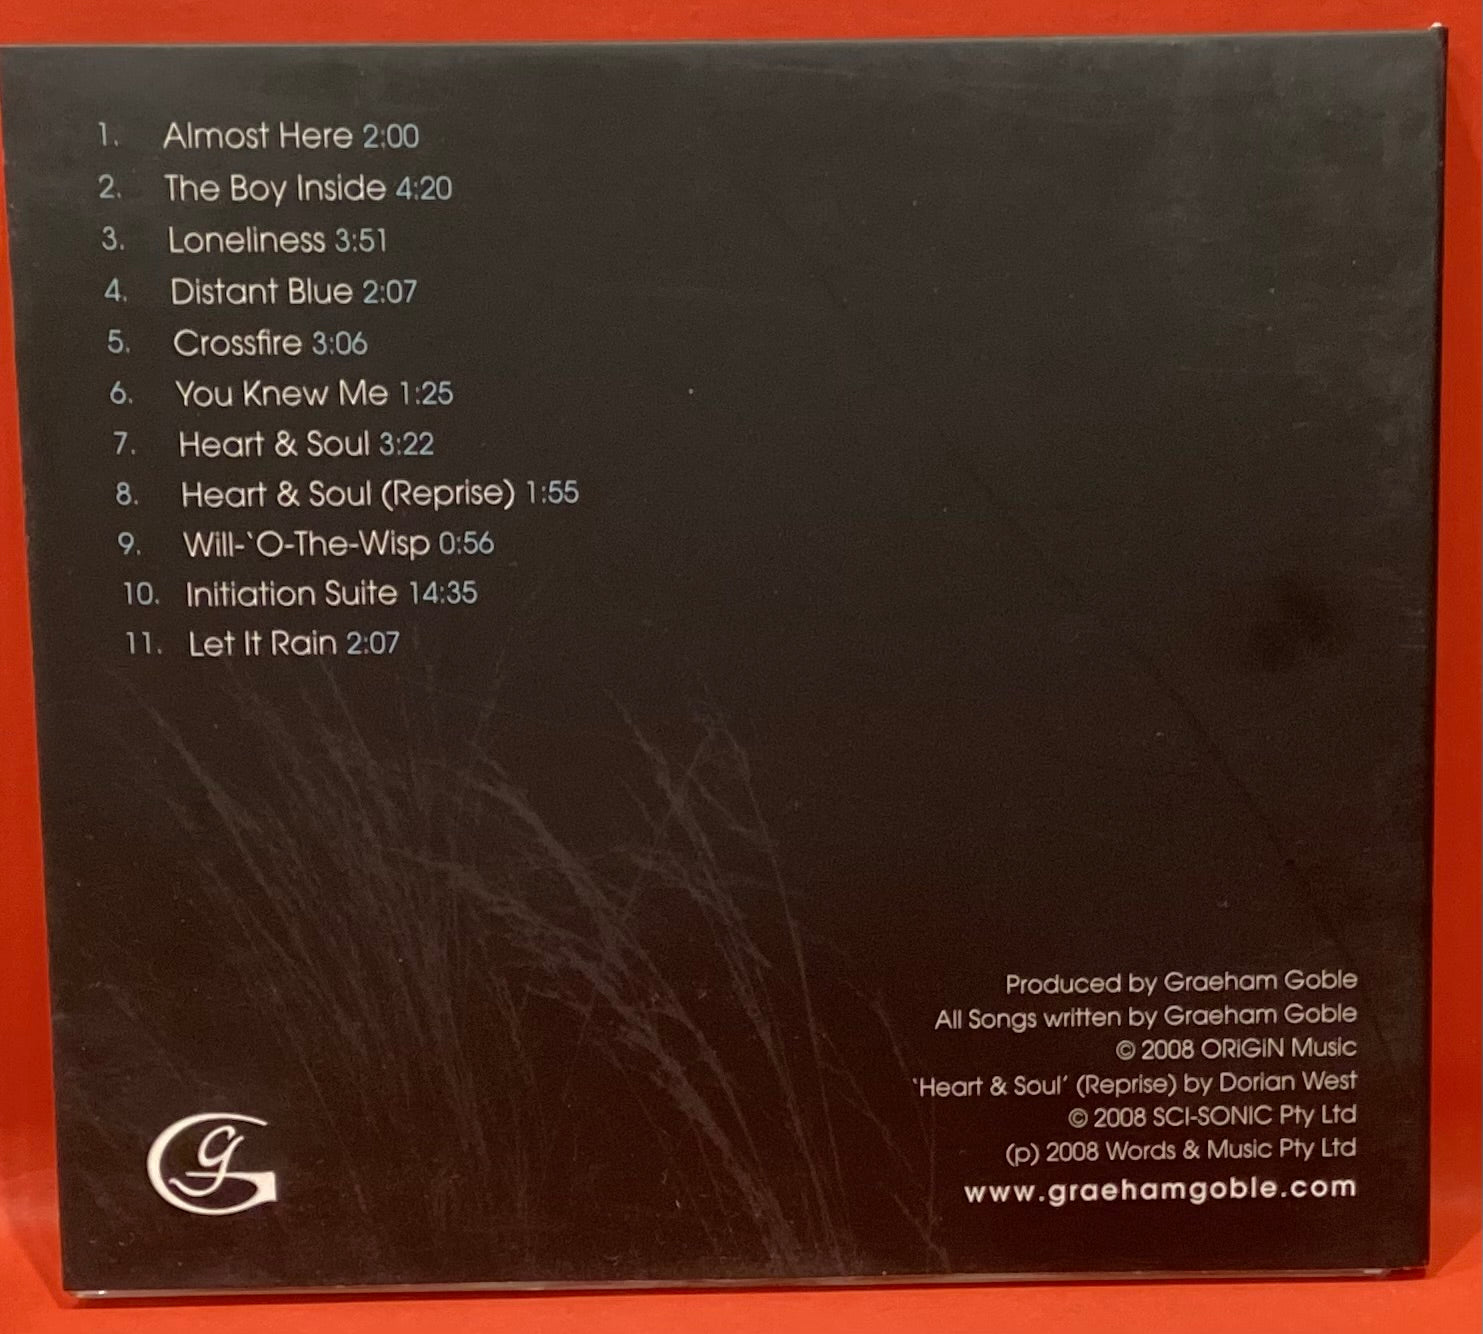 1. Almost Here 2:00
2. The Boy Inside 4:20
3. Loneliness 3:51
4. Distant Blue 2:07
5. Crossfire 3:06
6. You Knew Me 1:25
7. Heart & Soul 3:22
8. Heart & Soul (Reprise) 1:55
9. Will-‘O-The-Wisp 0:56
10. Initiation Suite 14:35
11. Let It Rain 2:07
Produced by Graeham Goble
All Songs written by Graeham Goble
© 2008 ORiGiN Music
‘Heart & Soul’ (Reprise) by Dorian West
© 2008 SCI-SONIC Pty Ltd
(p) 2008 Words & Music Pty Ltd
www.graehamgoble.com
Gg